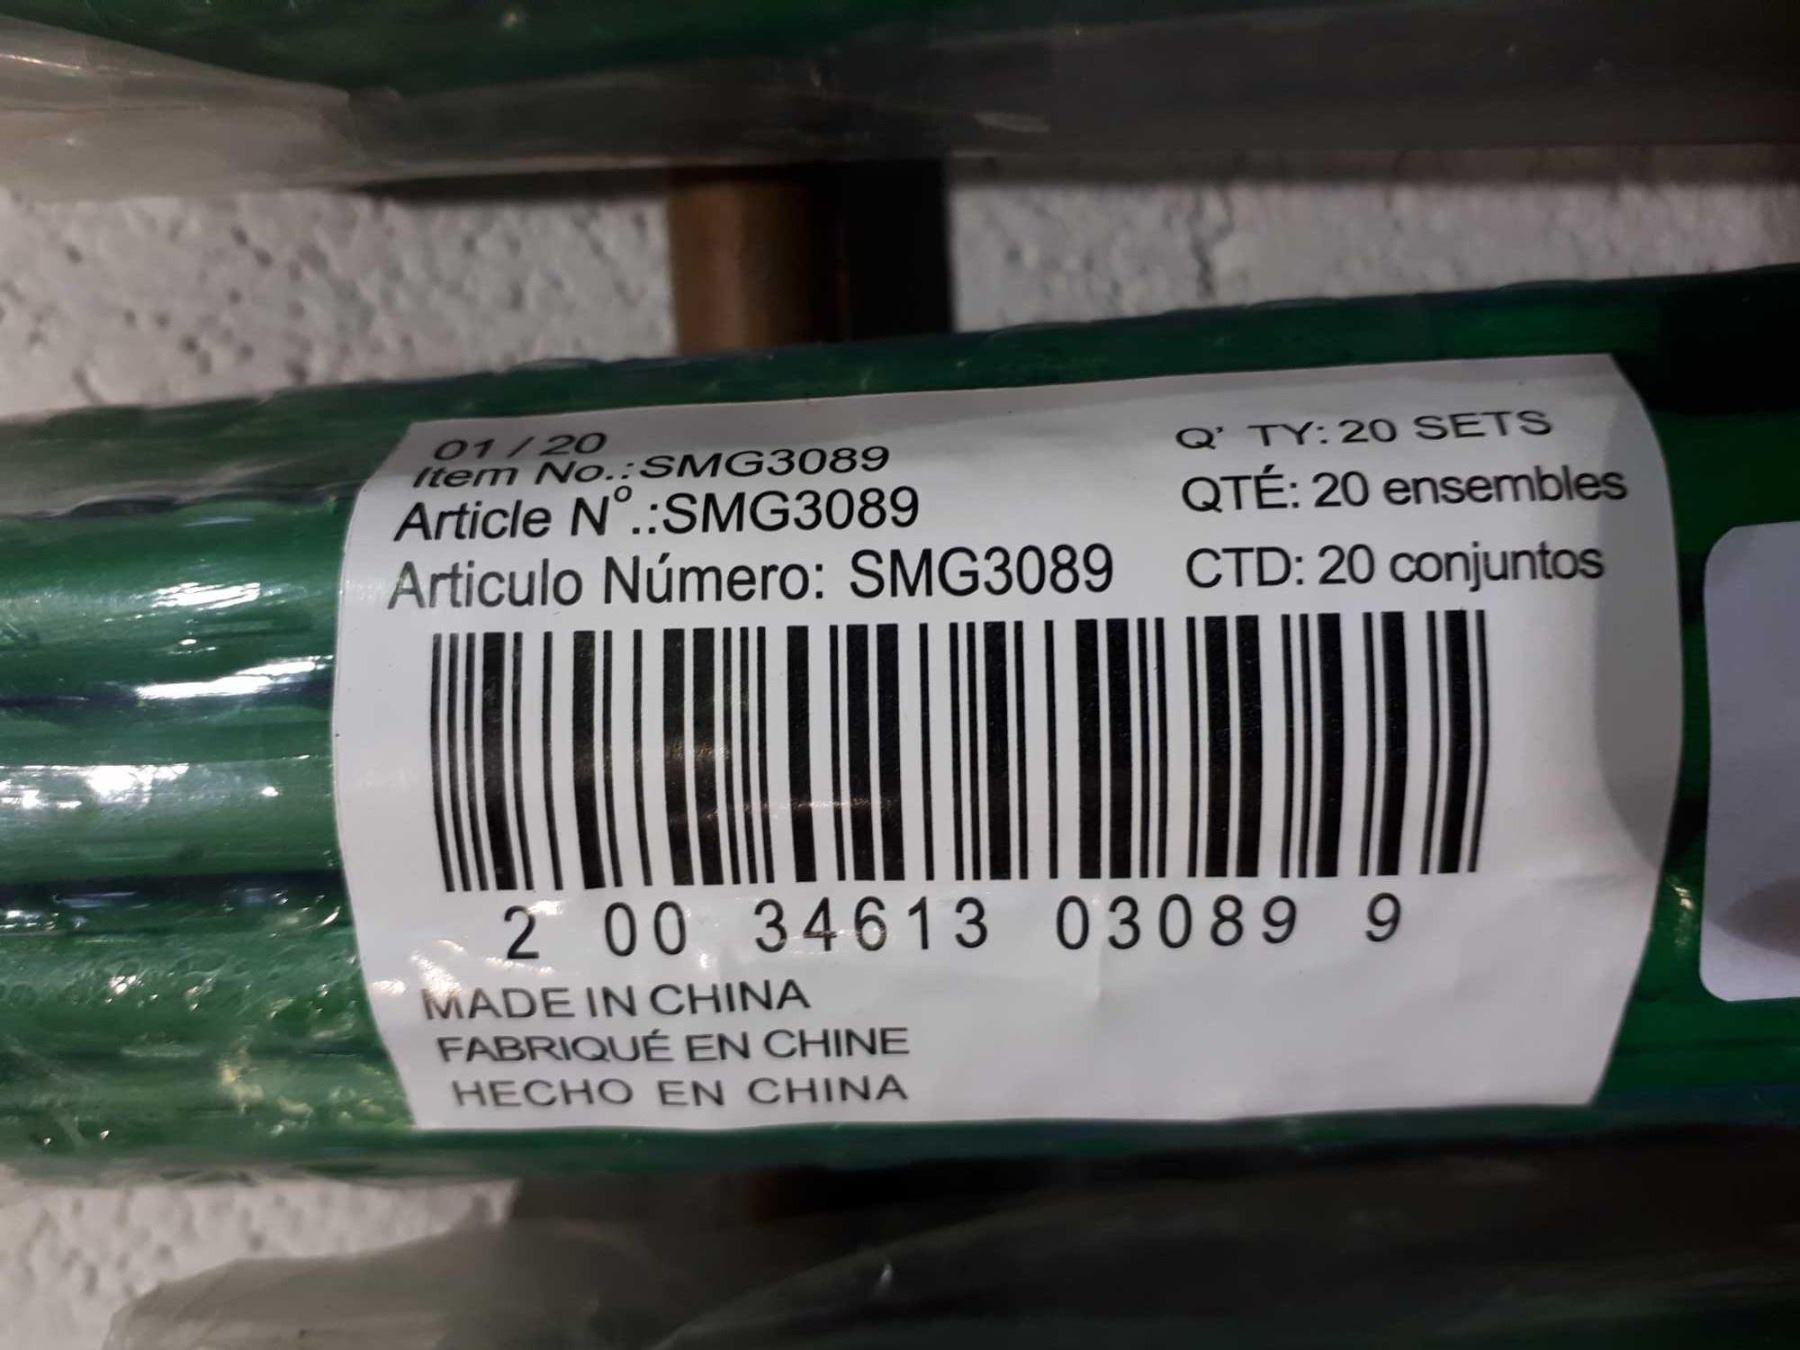 01 / 20
Item No.:SMG3089
Q' TY: 20 SETS
Article N°.:SMG3089
QTÉ: 20 ensembles
Articulo Número: SMG3089
CTD: 20 conjuntos
2 00 34613 03089 9
MADE IN CHINA
FABRIQUÉ EN CHINE
HECHO EN CHINA